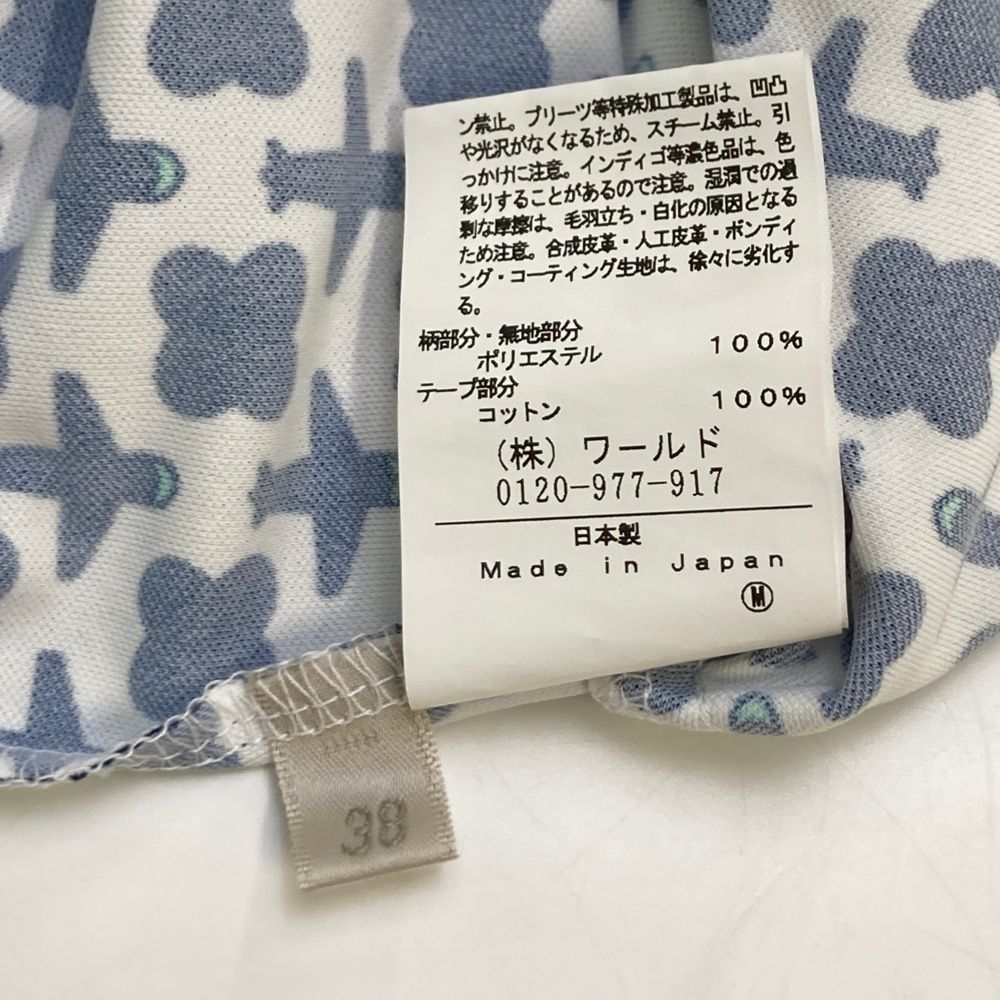 ン禁止。プリーツ等特殊加工製品は、凹凸
や光沢がなくなるため、スチーム禁止。引
っかけに注意。インディゴ等濃色品は、色
移りすることがあるので注意。湿潤での過
剰な摩擦は、毛羽立ち・白化の原因となる
ため注意。合成皮革・人工皮革・ボンディ
ング・コーティング生地は、徐々に劣化す
る。
柄部分・無地部分
ポリエステル 100%
テープ部分
コットン 100%
(株) ワールド
0120-977-917
日本製
Made in Japan
Ⓜ
38